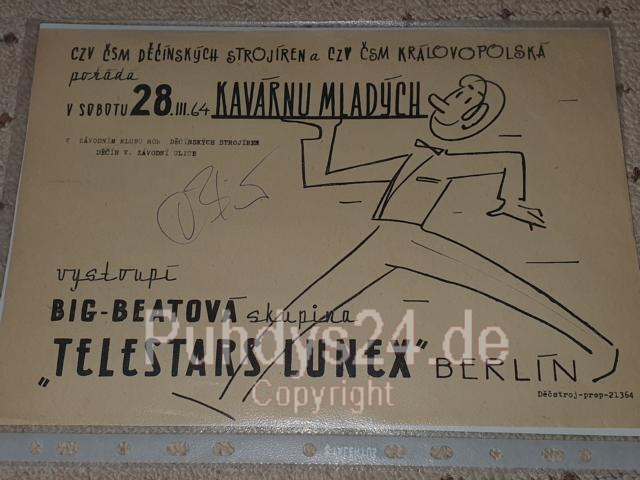 CZV ČSM DĚČÍNSKÝCH STROJÍREN a CZV ČSM KRÁLOVOPOLSKÁ
pořádá
V SOBOTU 28.III.64 KAVÁRNU MLADÝCH
V ZÁVODNÍM KLUBU ROH DĚČÍNSKÝCH STROJÍREN
DĚČÍN V. ZÁVODNÍ ULICE
vystoupí
BIG-BEATOVÁ skupina
„TELESTARS LUNEX" BERLÍN
Puhdys24.de
Copyright
Děčstroj-prop-21364